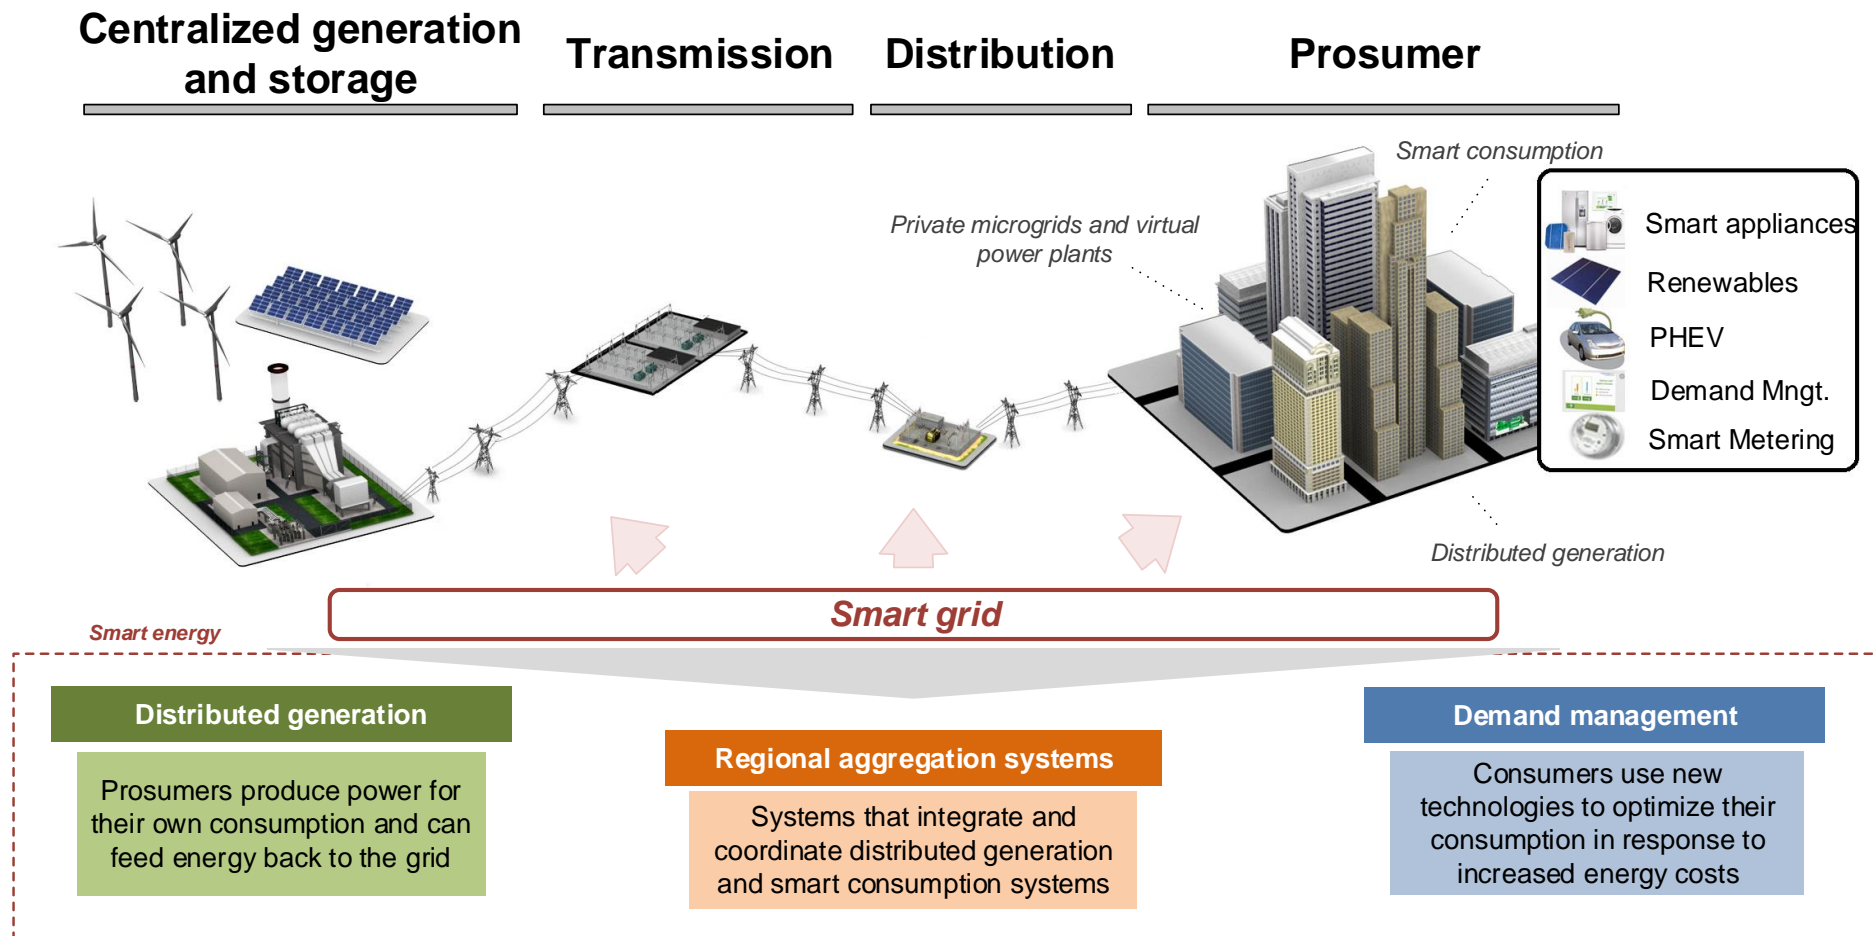 Centralized generation
and storage
Transmission
Distribution
Prosumer
Smart consumption
Private microgrids and virtual
power plants
Smart appliances
Renewables
PHEV
Demand Mngt.
Smart Metering
Distributed generation
Smart grid
Smart energy
Distributed generation
Prosumers produce power for
their own consumption and can
feed energy back to the grid
Regional aggregation systems
Systems that integrate and
coordinate distributed generation
and smart consumption systems
Demand management
Consumers use new
technologies to optimize their
consumption in response to
increased energy costs